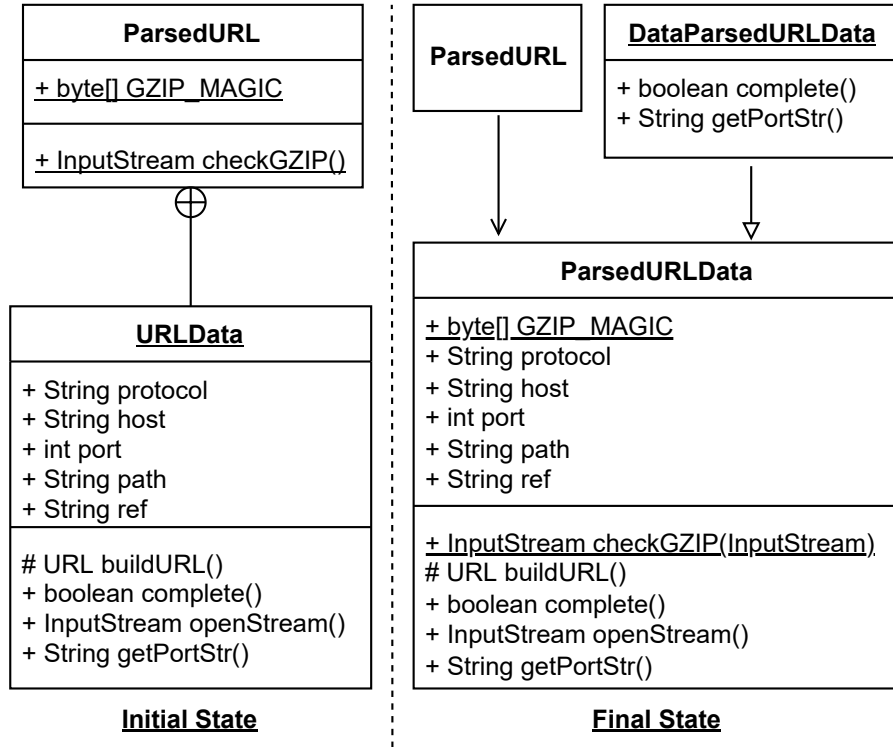 ParsedURL
+ byte[] GZIP_MAGIC
+ InputStream checkGZIP()
URLData
+ String protocol
+ String host
+ int port
+ String path
+ String ref
# URL buildURL()
+ boolean complete()
+ InputStream openStream()
+ String getPortStr()
Initial State
ParsedURL
DataParsedURLData
+ boolean complete()
+ String getPortStr()
ParsedURLData
+ byte[] GZIP_MAGIC
+ String protocol
+ String host
+ int port
+ String path
+ String ref
+ InputStream checkGZIP(InputStream)
# URL buildURL()
+ boolean complete()
+ InputStream openStream()
+ String getPortStr()
Final State